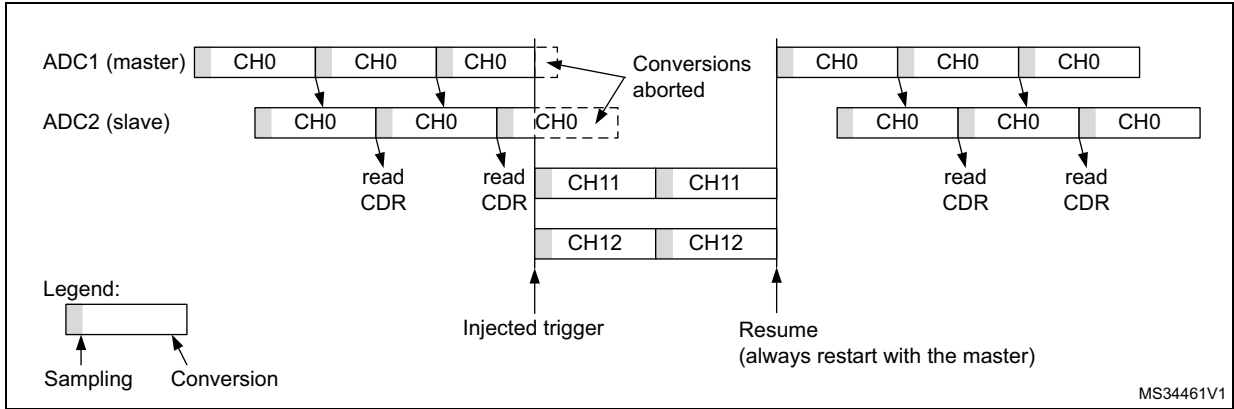 ADC1 (master) CH0 CH0 CH0 CH0 CH0 CH0
Conversions
aborted
ADC2 (slave) CH0 CH0 CH0 CH0 CH0 CH0
read read read read
CDR CDR CDR CDR
CH11 CH11
CH12 CH12
Legend:
Injected trigger
Resume
(always restart with the master)
Sampling Conversion
MS34461V1